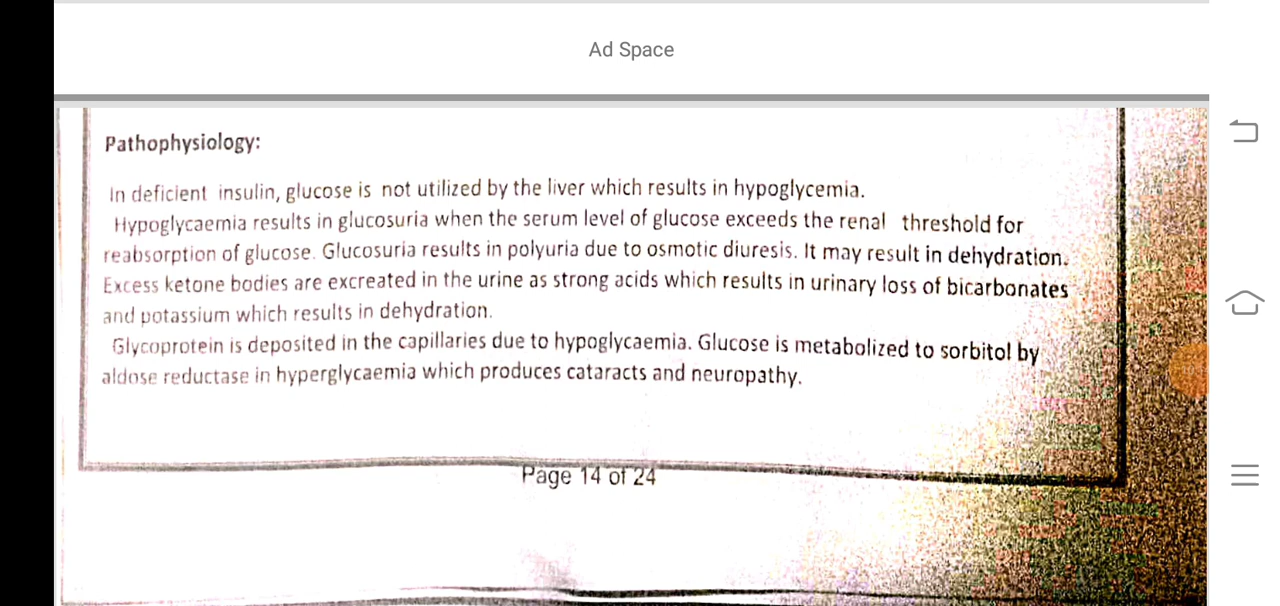 Ad Space
Pathophysiology:
In deficient insulin, glucose is not utilized by the liver which results in hypoglycemia.
Hypoglycaemia results in glucosuria when the serum level of glucose exceeds the renal threshold for
reabsorption of glucose. Glucosuria results in polyuria due to osmotic diuresis. It may result in dehydration.
Excess ketone bodies are excreated in the urine as strong acids which results in urinary loss of bicarbonates
and potassium which results in dehydration.
Glycoprotein is deposited in the capillaries due to hypoglycaemia. Glucose is metabolized to sorbitol by
aldose reductase in hyperglycaemia which produces cataracts and neuropathy.
Page 14 of 24